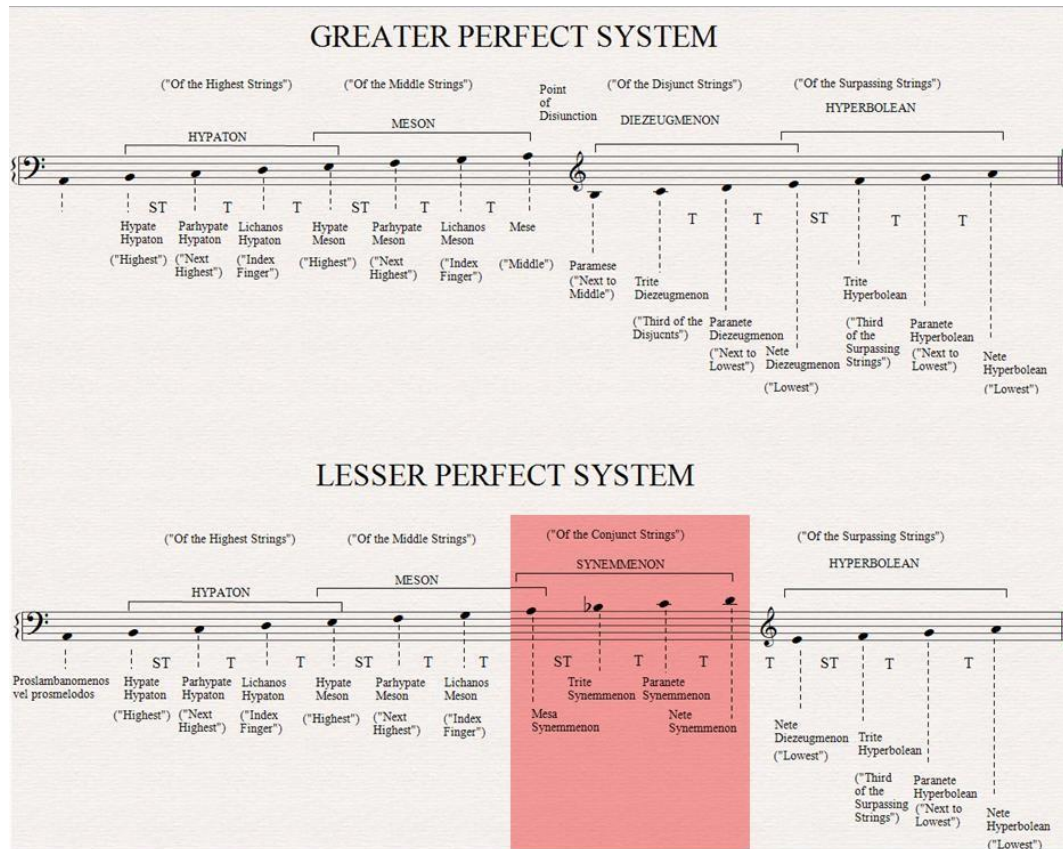 GREATER PERFECT SYSTEM
("Of the Highest Strings")
("Of the Middle Strings")
Point
of
Disunction
("Of the Disjunct Strings")
("Of the Surpassing Strings")
HYPATON
MESON
DIEZEUGMENON
HYPERBOLEAN
ST T T ST T T T T ST T T
Hypate
Hypaton
("Highest")
Parhypate
Hypaton
("Next
Highest")
Lichanos
Hypaton
("Index
Finger")
Hypate
Meson
("Highest")
Parhypate
Meson
("Next
Highest")
Lichanos
Meson
("Index
Finger")
Mese
("Middle")
Paramese
("Next to
Middle")
Trite
Diezeugmenon
("Third of the
Disjucnts")
Paranete
Diezeugmenon
("Next to
Lowest")
Nete
Diezeugmenon
("Lowest")
Trite
Hyperbolean
("Third
of the
Surpassing
Strings")
Paranete
Hyperbolean
("Next to
Lowest")
Nete
Hyperbolean
("Lowest")
LESSER PERFECT SYSTEM
("Of the Highest Strings")
("Of the Middle Strings")
("Of the Conjunct Strings")
("Of the Surpassing Strings")
HYPATON
MESON
SYNEMMENON
HYPERBOLEAN
ST T T ST T T ST T T T ST T T
Proslambanomenos
vel prosmelodos
Hypate
Hypaton
("Highest")
Parhypate
Hypaton
("Next
Highest")
Lichanos
Hypaton
("Index
Finger")
Hypate
Meson
("Highest")
Parhypate
Meson
("Next
Highest")
Lichanos
Meson
("Index
Finger")
Mesa
Synemmenon
Trite
Synemmenon
Paranete
Synemmenon
Nete
Synemmenon
Nete
Diezeugmenon
("Lowest")
Trite
Hyperbolean
("Third
of the
Surpassing
Strings")
Paranete
Hyperbolean
("Next to
Lowest")
Nete
Hyperbolean
("Lowest")